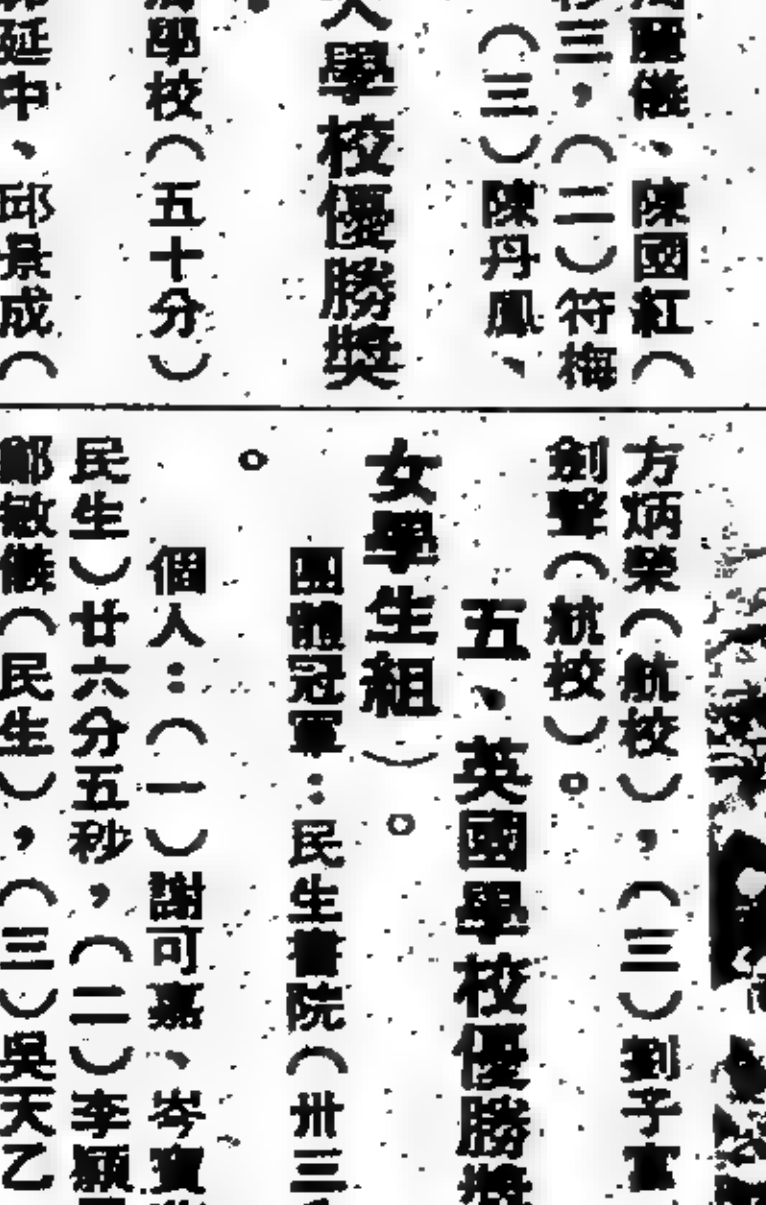 儀、陳國紅（
秒三，（二）符梅
（三）陳丹鳳、
人學校優勝獎
學校（五十分）
延中、邱景成（
方炳榮（航校），（三）劉子
劍聲（航校）。
五、英國學校優勝獎
女學生組）。
團體冠軍：民生書院（卅三
。
個人：（一）謝可嘉、岑寶
民生）廿六分五秒，（二）李穎
鄭敏儀（民生），（三）吳天乙